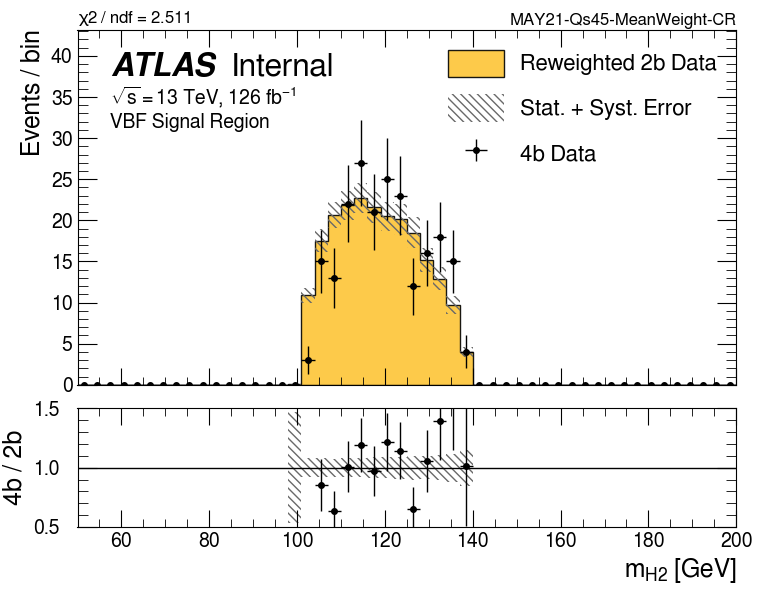 χ2 / ndf = 2.511
MAY21-Qs45-MeanWeight-CR
ATLAS Internal
√s = 13 TeV, 126 fb⁻¹
VBF Signal Region
Reweighted 2b Data
Stat. + Syst. Error
4b Data
Events / bin
40
35
30
25
20
15
10
5
0
4b / 2b
1.5
1.0
0.5
60 80 100 120 140 160 180 200
mH2 [GeV]